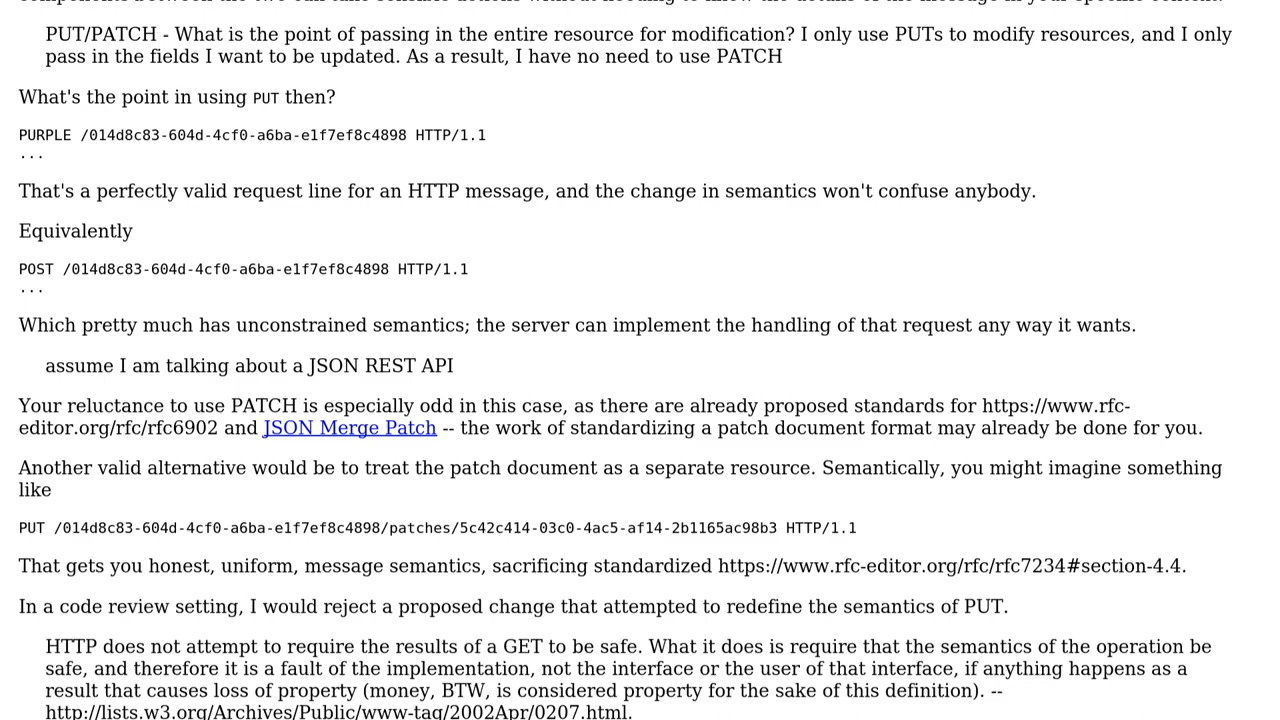 PUT/PATCH - What is the point of passing in the entire resource for modification? I only use PUTs to modify resources, and I only
pass in the fields I want to be updated. As a result, I have no need to use PATCH
What's the point in using PUT then?
PURPLE /014d8c83-604d-4cf0-a6ba-e1f7ef8c4898 HTTP/1.1
...
That's a perfectly valid request line for an HTTP message, and the change in semantics won't confuse anybody.
Equivalently
POST /014d8c83-604d-4cf0-a6ba-e1f7ef8c4898 HTTP/1.1
...
Which pretty much has unconstrained semantics; the server can implement the handling of that request any way it wants.
assume I am talking about a JSON REST API
Your reluctance to use PATCH is especially odd in this case, as there are already proposed standards for https://www.rfc-
editor.org/rfc/rfc6902 and JSON Merge Patch -- the work of standardizing a patch document format may already be done for you.
Another valid alternative would be to treat the patch document as a separate resource. Semantically, you might imagine something
like
PUT /014d8c83-604d-4cf0-a6ba-e1f7ef8c4898/patches/5c42c414-03c0-4ac5-af14-2b1165ac98b3 HTTP/1.1
That gets you honest, uniform, message semantics, sacrificing standardized https://www.rfc-editor.org/rfc/rfc7234#section-4.4.
In a code review setting, I would reject a proposed change that attempted to redefine the semantics of PUT.
HTTP does not attempt to require the results of a GET to be safe. What it does is require that the semantics of the operation be
safe, and therefore it is a fault of the implementation, not the interface or the user of that interface, if anything happens as a
result that causes loss of property (money, BTW, is considered property for the sake of this definition). --
http://lists.w3.org/Archives/Public/www-tag/2002Apr/0207.html.